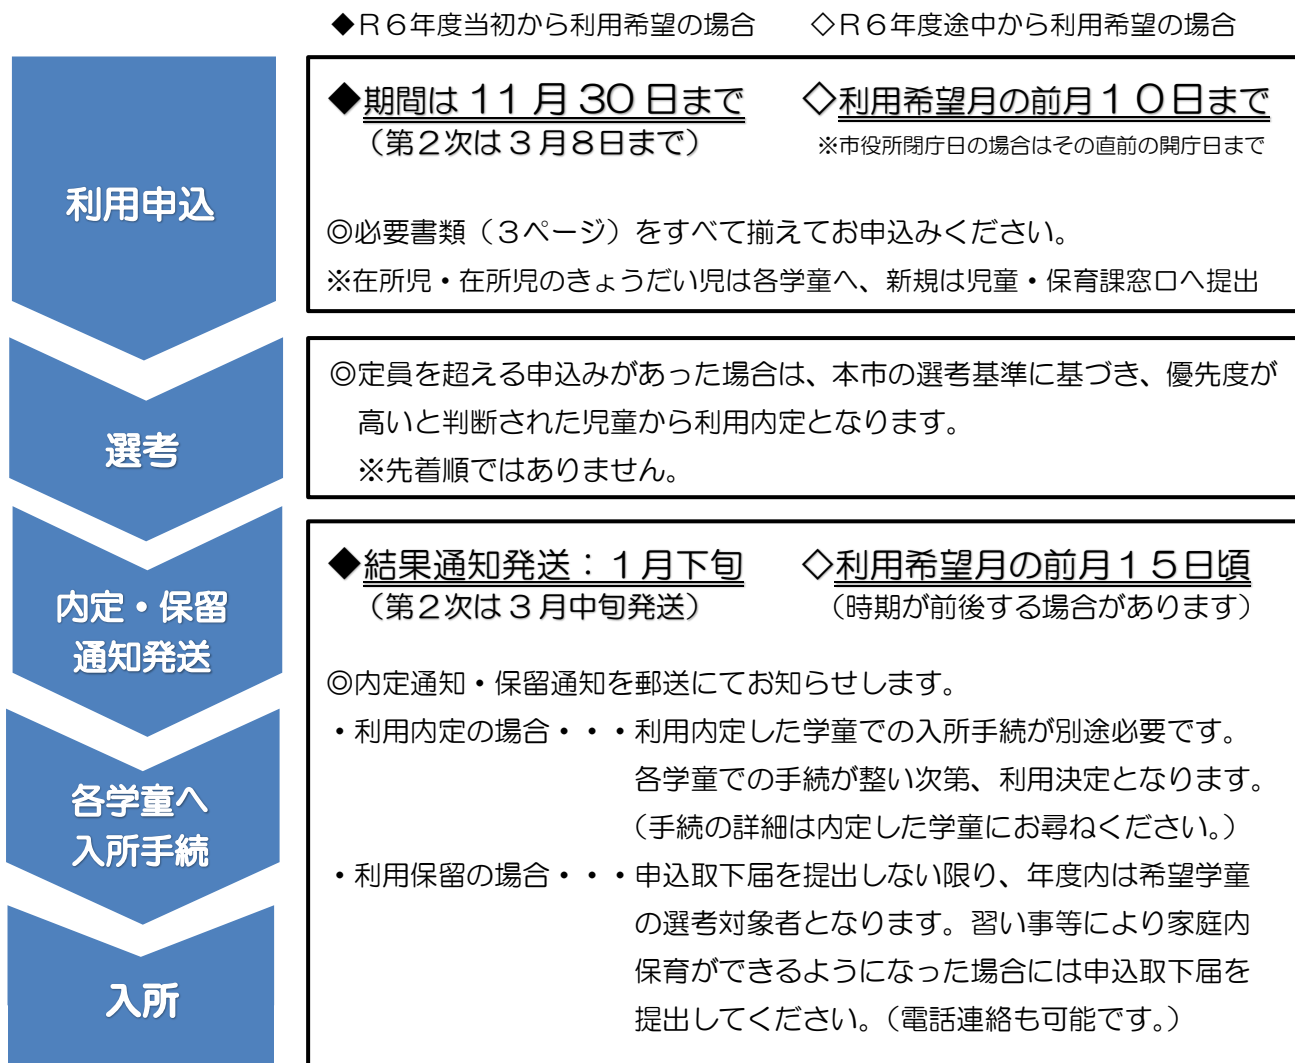 ◆R６年度当初から利用希望の場合　◇R６年度途中から利用希望の場合
利用申込
◆期間は 11 月 30 日まで　◇利用希望月の前月１０日まで
（第２次は３月８日まで）　※市役所閉庁日の場合はその直前の開庁日まで
◎必要書類（３ページ）をすべて揃えてお申込みください。
※在所児・在所児のきょうだい児は各学童へ、新規は児童・保育課窓口へ提出
選考
◎定員を超える申込みがあった場合は、本市の選考基準に基づき、優先度が
高いと判断された児童から利用内定となります。
※先着順ではありません。
内定・保留
通知発送
◆結果通知発送：１月下旬　◇利用希望月の前月１５日頃
（第２次は３月中旬発送）　（時期が前後する場合があります）
◎内定通知・保留通知を郵送にてお知らせします。
・利用内定の場合・・・利用内定した学童での入所手続が別途必要です。
各学童での手続が整い次第、利用決定となります。
（手続の詳細は内定した学童にお尋ねください。）
各学童へ
入所手続
・利用保留の場合・・・申込取下届を提出しない限り、年度内は希望学童
の選考対象者となります。習い事等により家庭内
保育ができるようになった場合には申込取下届を
提出してください。（電話連絡も可能です。）
入所